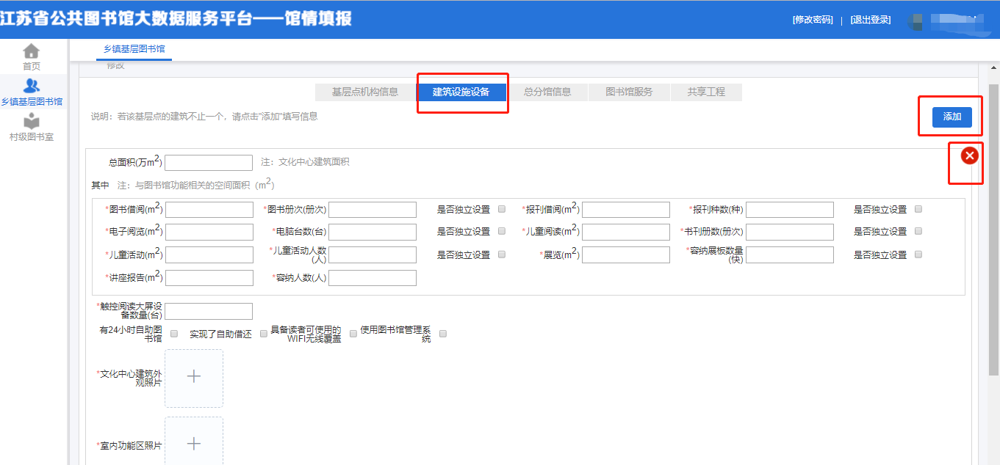 江苏省公共图书馆大数据服务平台——馆情填报
[修改密码] | [退出登录]
首页
乡镇基层图书馆
村级图书室
乡镇基层图书馆
修改
基层点机构信息 建筑设施设备 总分馆信息 图书馆服务 共享工程
说明：若该基层点的建筑不止一个，请点击"添加"填写信息
添加
总面积(万m2) 注：文化中心建筑面积
其中 注：与图书馆功能相关的空间面积（m2）
*图书借阅(m2) *图书册次(册次) 是否独立设置 *报刊借阅(m2) *报刊种数(种) 是否独立设置
*电子阅览(m2) *电脑台数(台) 是否独立设置 *儿童阅读(m2) *书刊册数(册次) 是否独立设置
*儿童活动(m2) *儿童活动人数
(人) 是否独立设置 *展览(m2) *容纳展板数量
(快) 是否独立设置
*讲座报告(m2) *容纳人数(人)
*触控阅读大屏设
备数量(台)
有24小时自助图
书馆 实现了自助借还 具备读者可使用的
WIFI无线覆盖 使用图书馆管理系
统
*文化中心建筑外
观照片
*室内功能区照片